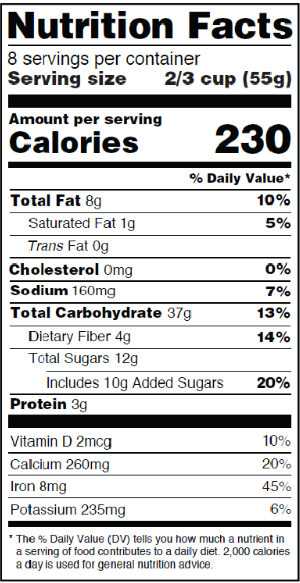 Nutrition Facts
8 servings per container
Serving size 2/3 cup (55g)
Amount per serving
Calories 230
% Daily Value*
Total Fat 8g 10%
Saturated Fat 1g 5%
Trans Fat 0g
Cholesterol 0mg 0%
Sodium 160mg 7%
Total Carbohydrate 37g 13%
Dietary Fiber 4g 14%
Total Sugars 12g
Includes 10g Added Sugars 20%
Protein 3g
Vitamin D 2mcg 10%
Calcium 260mg 20%
Iron 8mg 45%
Potassium 235mg 6%
* The % Daily Value (DV) tells you how much a nutrient in
a serving of food contributes to a daily diet. 2,000 calories
a day is used for general nutrition advice.